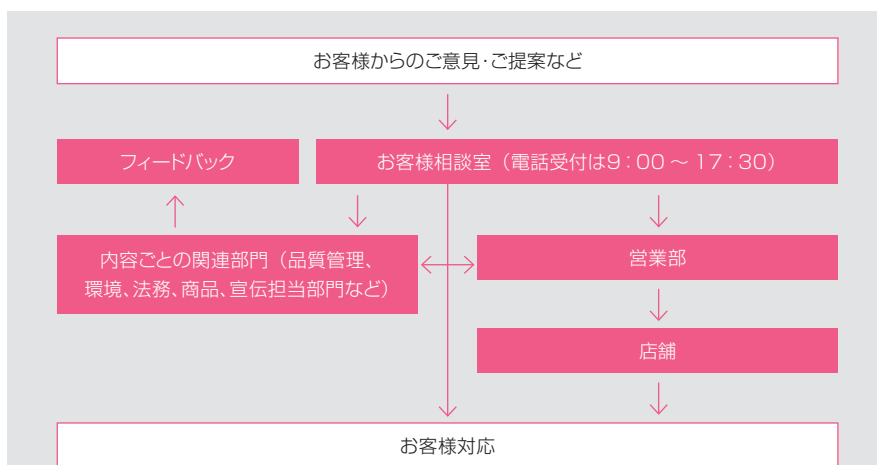 お客様からのご意見・ご提案など
フィードバック
お客様相談室（電話受付は9：00 ～ 17：30）
内容ごとの関連部門（品質管理、
環境、法務、商品、宣伝担当部門など）
営業部
店舗
お客様対応